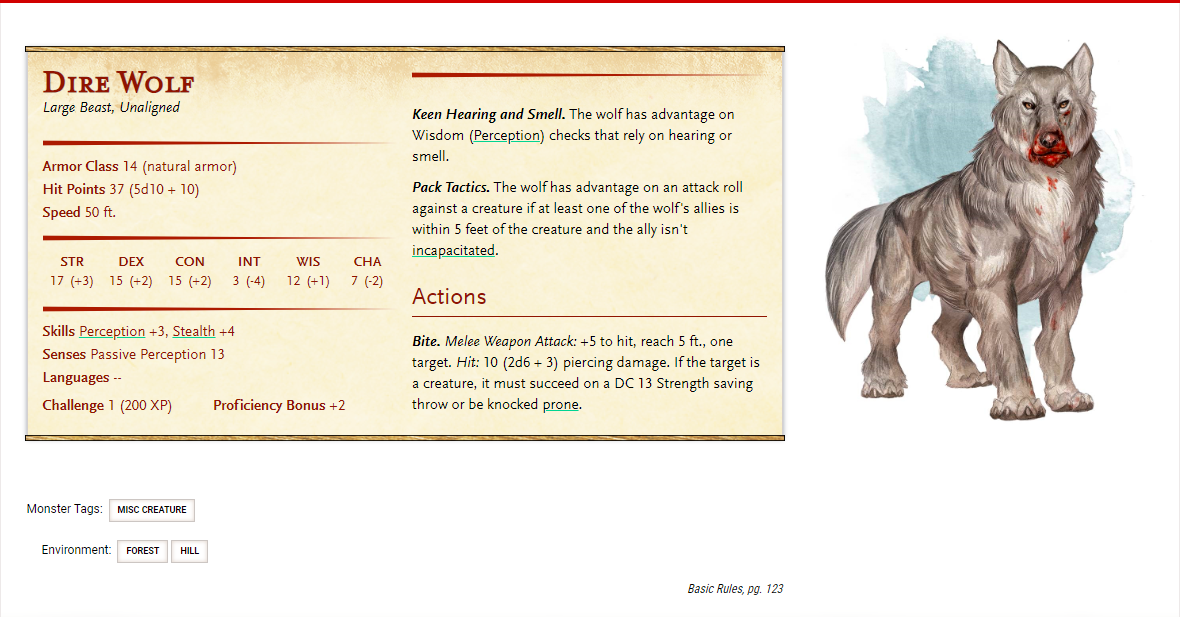 Dire Wolf
Large Beast, Unaligned
Armor Class 14 (natural armor)
Hit Points 37 (5d10 + 10)
Speed 50 ft.
STR DEX CON INT WIS CHA
17 (+3) 15 (+2) 15 (+2) 3 (-4) 12 (+1) 7 (-2)
Skills Perception +3, Stealth +4
Senses Passive Perception 13
Languages --
Challenge 1 (200 XP) Proficiency Bonus +2
Keen Hearing and Smell. The wolf has advantage on
Wisdom (Perception) checks that rely on hearing or
smell.
Pack Tactics. The wolf has advantage on an attack roll
against a creature if at least one of the wolf's allies is
within 5 feet of the creature and the ally isn't
incapacitated.
Actions
Bite. Melee Weapon Attack: +5 to hit, reach 5 ft., one
target. Hit: 10 (2d6 + 3) piercing damage. If the target is
a creature, it must succeed on a DC 13 Strength saving
throw or be knocked prone.
Monster Tags: MISC CREATURE
Environment: FOREST HILL
Basic Rules, pg. 123